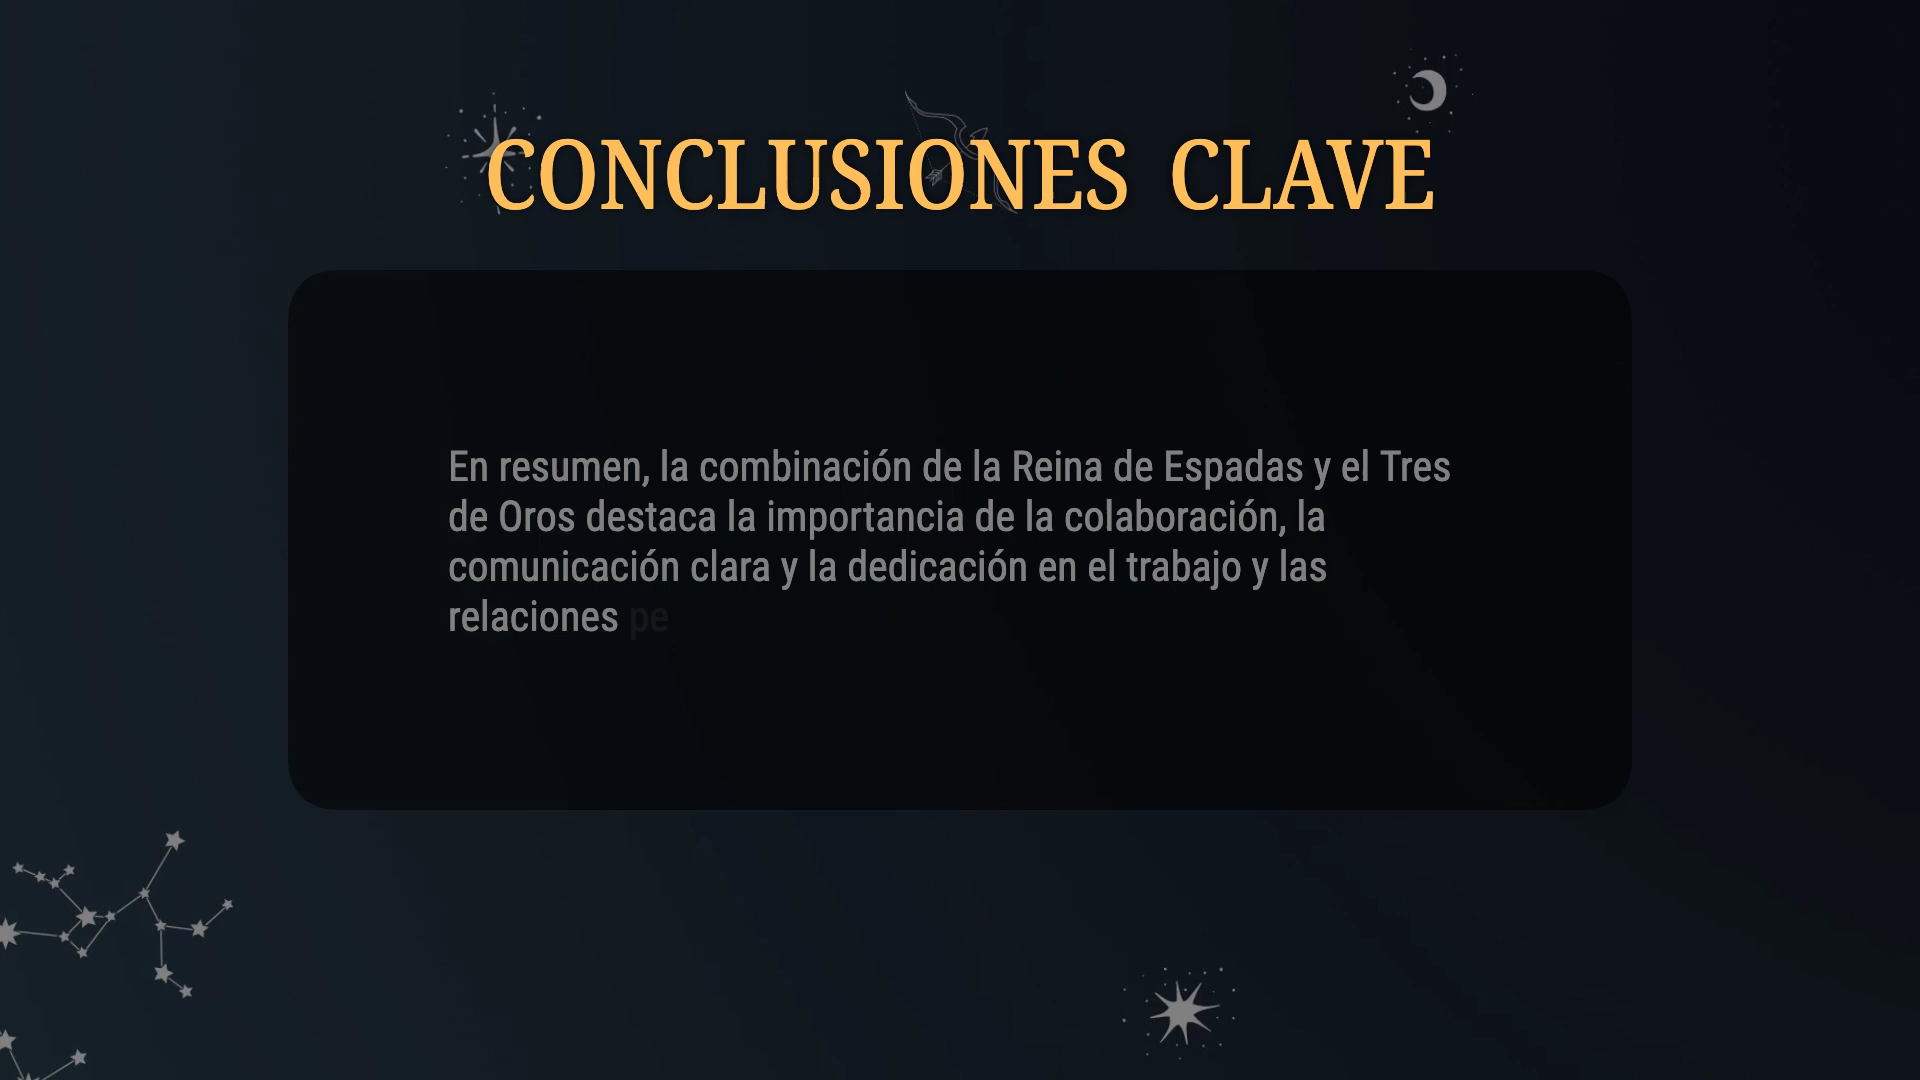 CONCLUSIONES CLAVE
En resumen, la combinación de la Reina de Espadas y el Tres
de Oros destaca la importancia de la colaboración, la
comunicación clara y la dedicación en el trabajo y las
relaciones pe